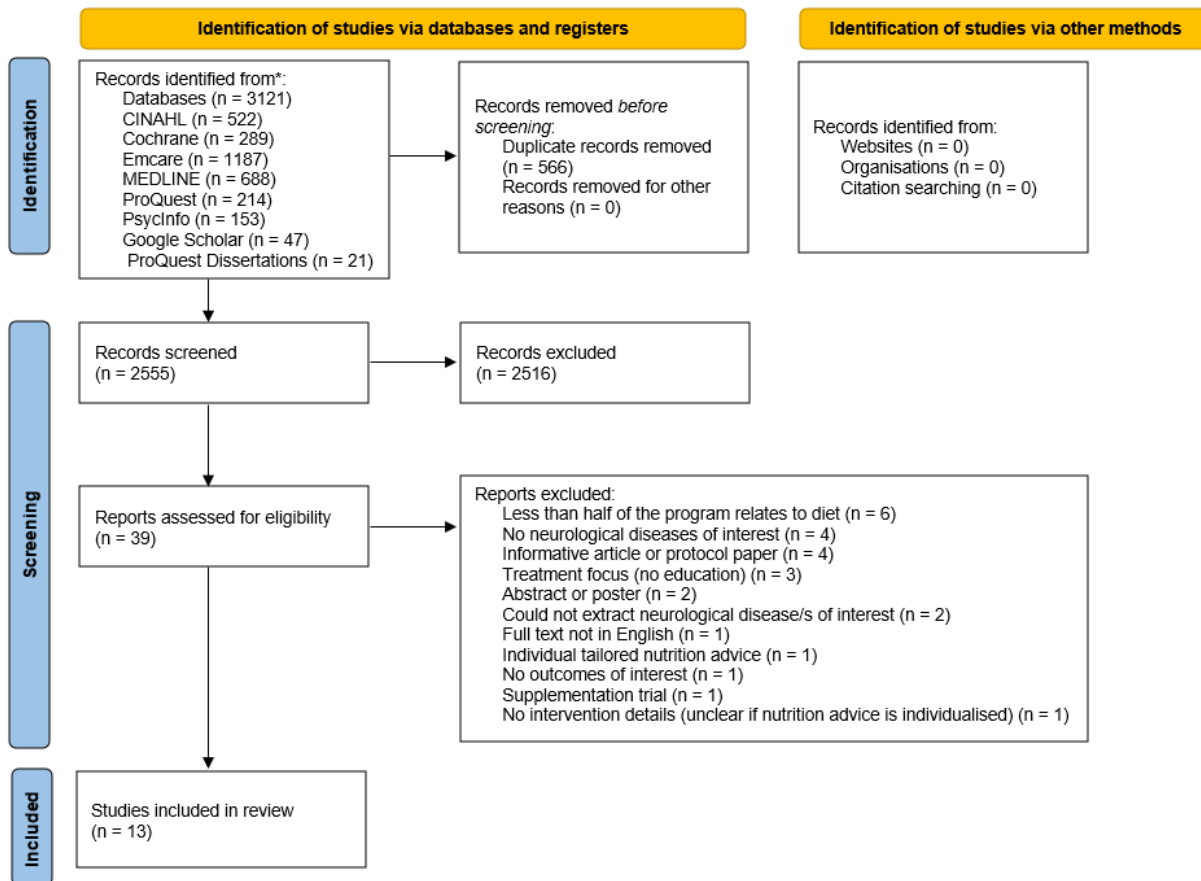 Identification of studies via databases and registers
Identification of studies via other methods
Identification
Records identified from*:
Databases (n = 3121)
CINAHL (n = 522)
Cochrane (n = 289)
Emcare (n = 1187)
MEDLINE (n = 688)
ProQuest (n = 214)
PsycInfo (n = 153)
Google Scholar (n = 47)
ProQuest Dissertations (n = 21)
Records removed before
screening:
Duplicate records removed
(n = 566)
Records removed for other
reasons (n = 0)
Records identified from:
Websites (n = 0)
Organisations (n = 0)
Citation searching (n = 0)
Screening
Records screened
(n = 2555)
Records excluded
(n = 2516)
Reports assessed for eligibility
(n = 39)
Reports excluded:
Less than half of the program relates to diet (n = 6)
No neurological diseases of interest (n = 4)
Informative article or protocol paper (n = 4)
Treatment focus (no education) (n = 3)
Abstract or poster (n = 2)
Could not extract neurological disease/s of interest (n = 2)
Full text not in English (n = 1)
Individual tailored nutrition advice (n = 1)
No outcomes of interest (n = 1)
Supplementation trial (n = 1)
No intervention details (unclear if nutrition advice is individualised) (n = 1)
Included
Studies included in review
(n = 13)